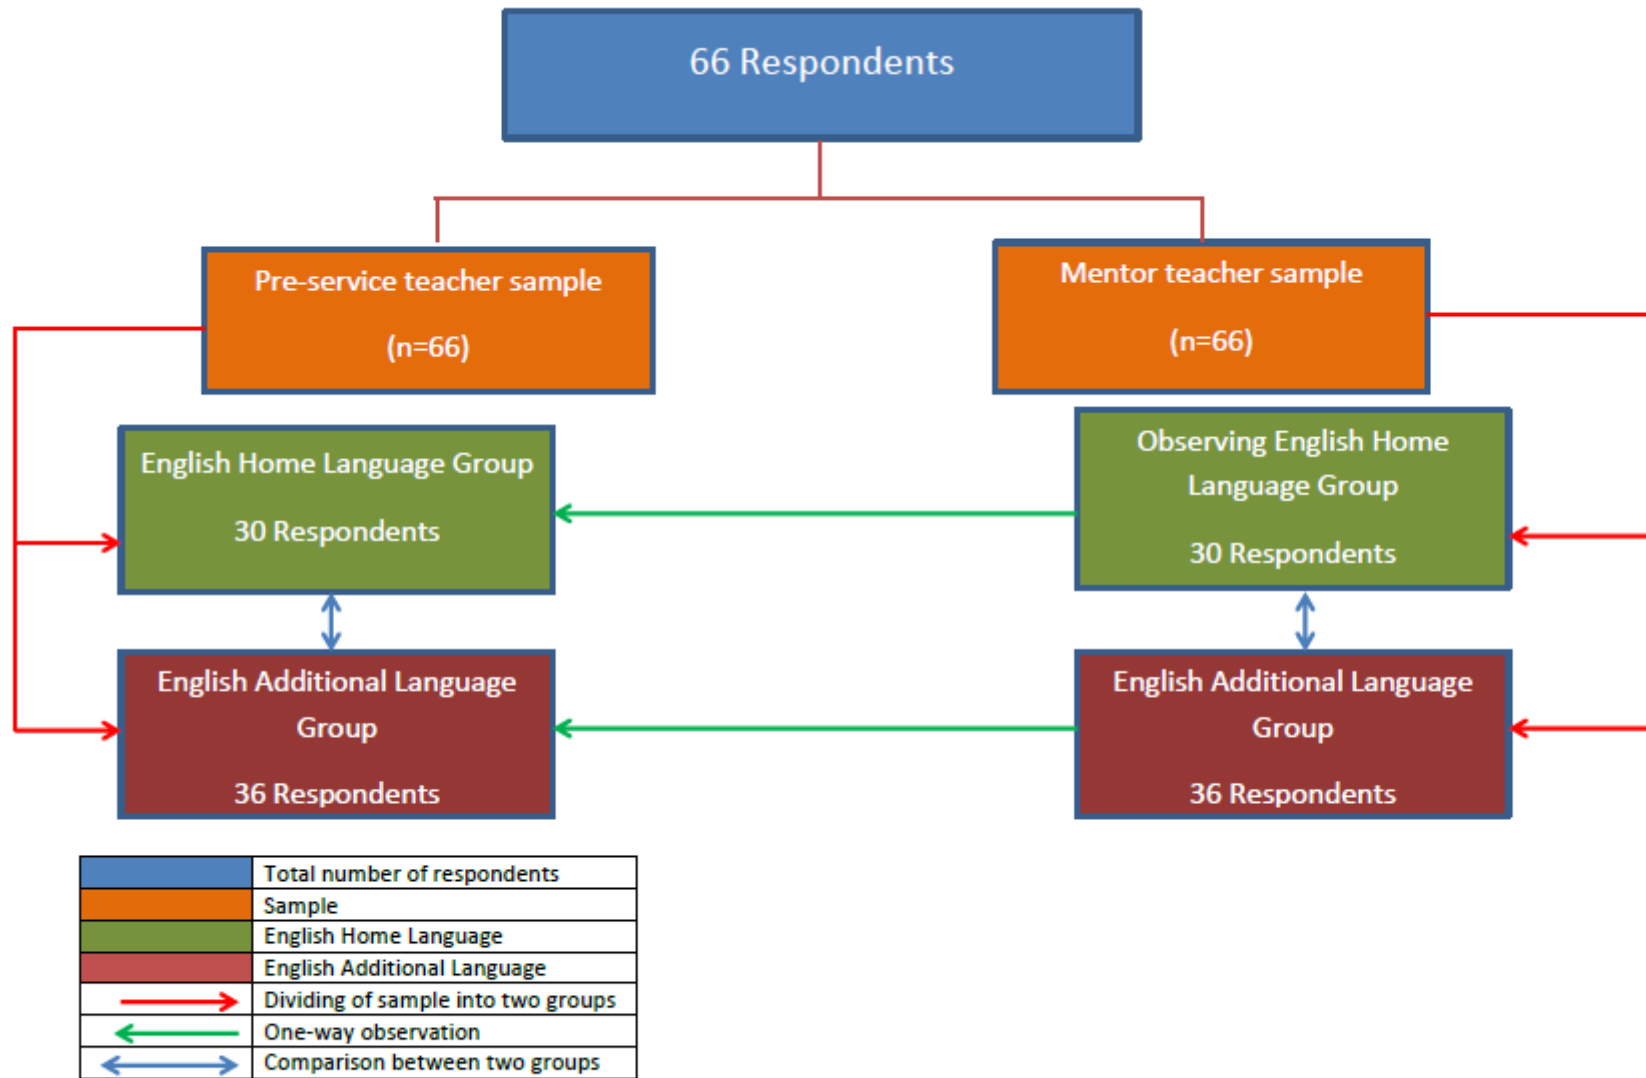 66 Respondents
Pre-service teacher sample
(n=66)
Mentor teacher sample
(n=66)
English Home Language Group
30 Respondents
Observing English Home
Language Group
30 Respondents
English Additional Language
Group
36 Respondents
English Additional Language
Group
36 Respondents
Total number of respondents
Sample
English Home Language
English Additional Language
Dividing of sample into two groups
One-way observation
Comparison between two groups